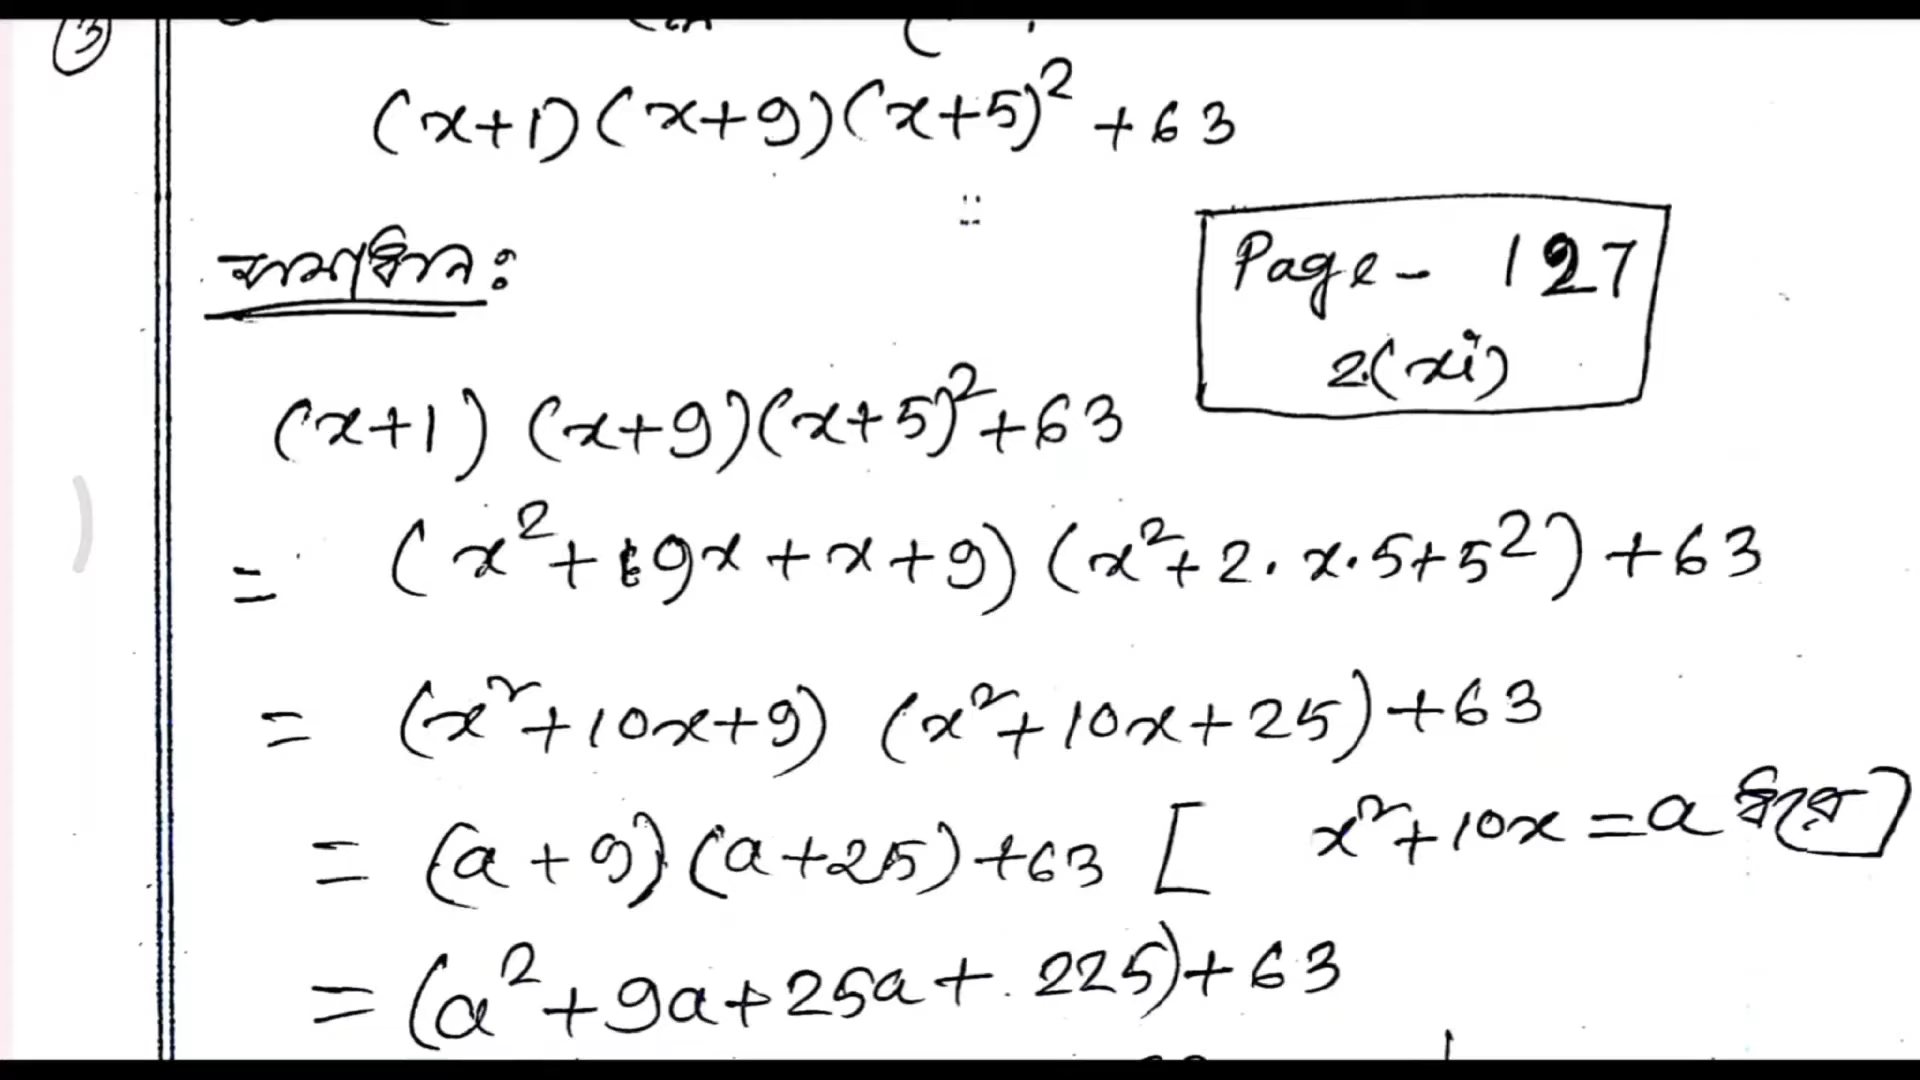 3
(x+1)(x+9)(x+5)² +63
সমাধান:
Page- 127
2(xi)
(x+1) (x+9)(x+5)²+63
= (x²+9x+x+9) (x²+2.x.5+5²)+63
= (x²+10x+9) (x²+10x+25)+63
= (a+9)(a+25)+63 [ x²+10x=a ধরে]
= (a²+9a+25a+225)+63